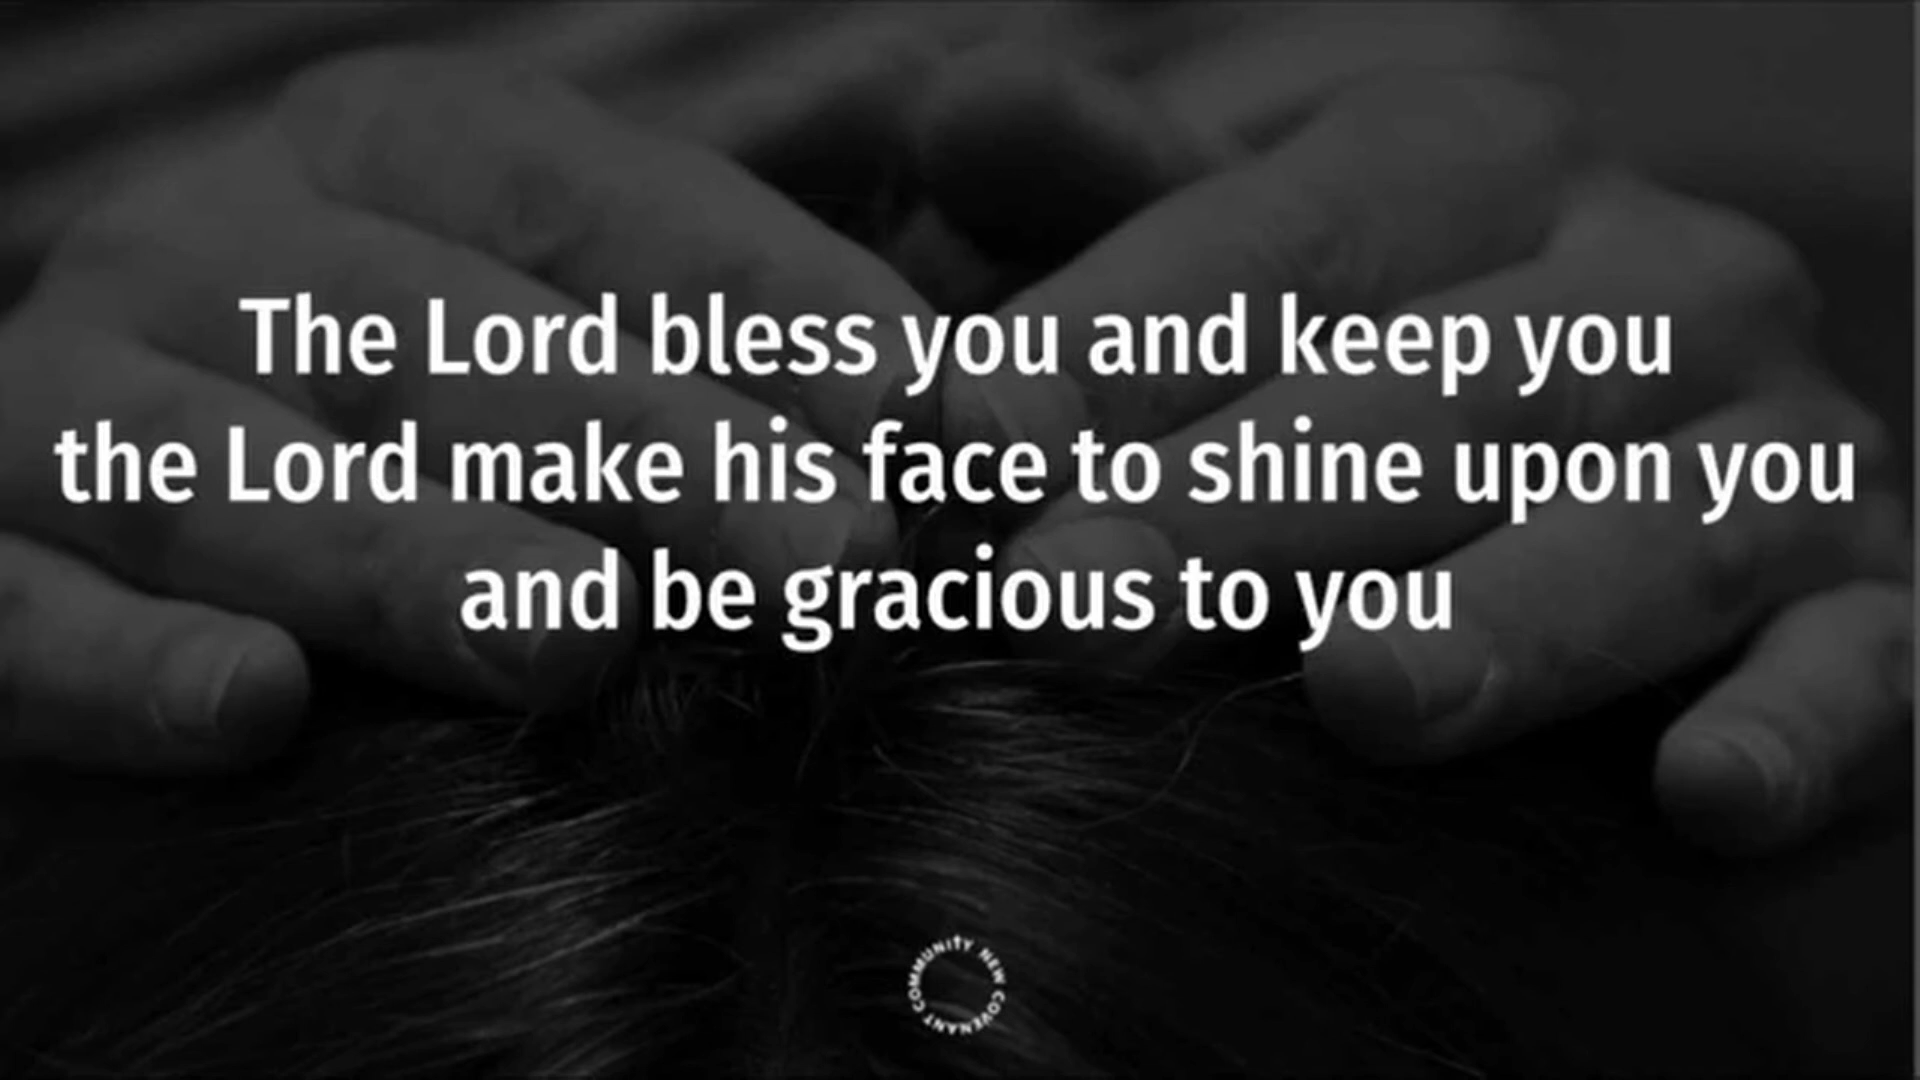 The Lord bless you and keep you
the Lord make his face to shine upon you
and be gracious to you
COMMUNITY NEW COVENANT